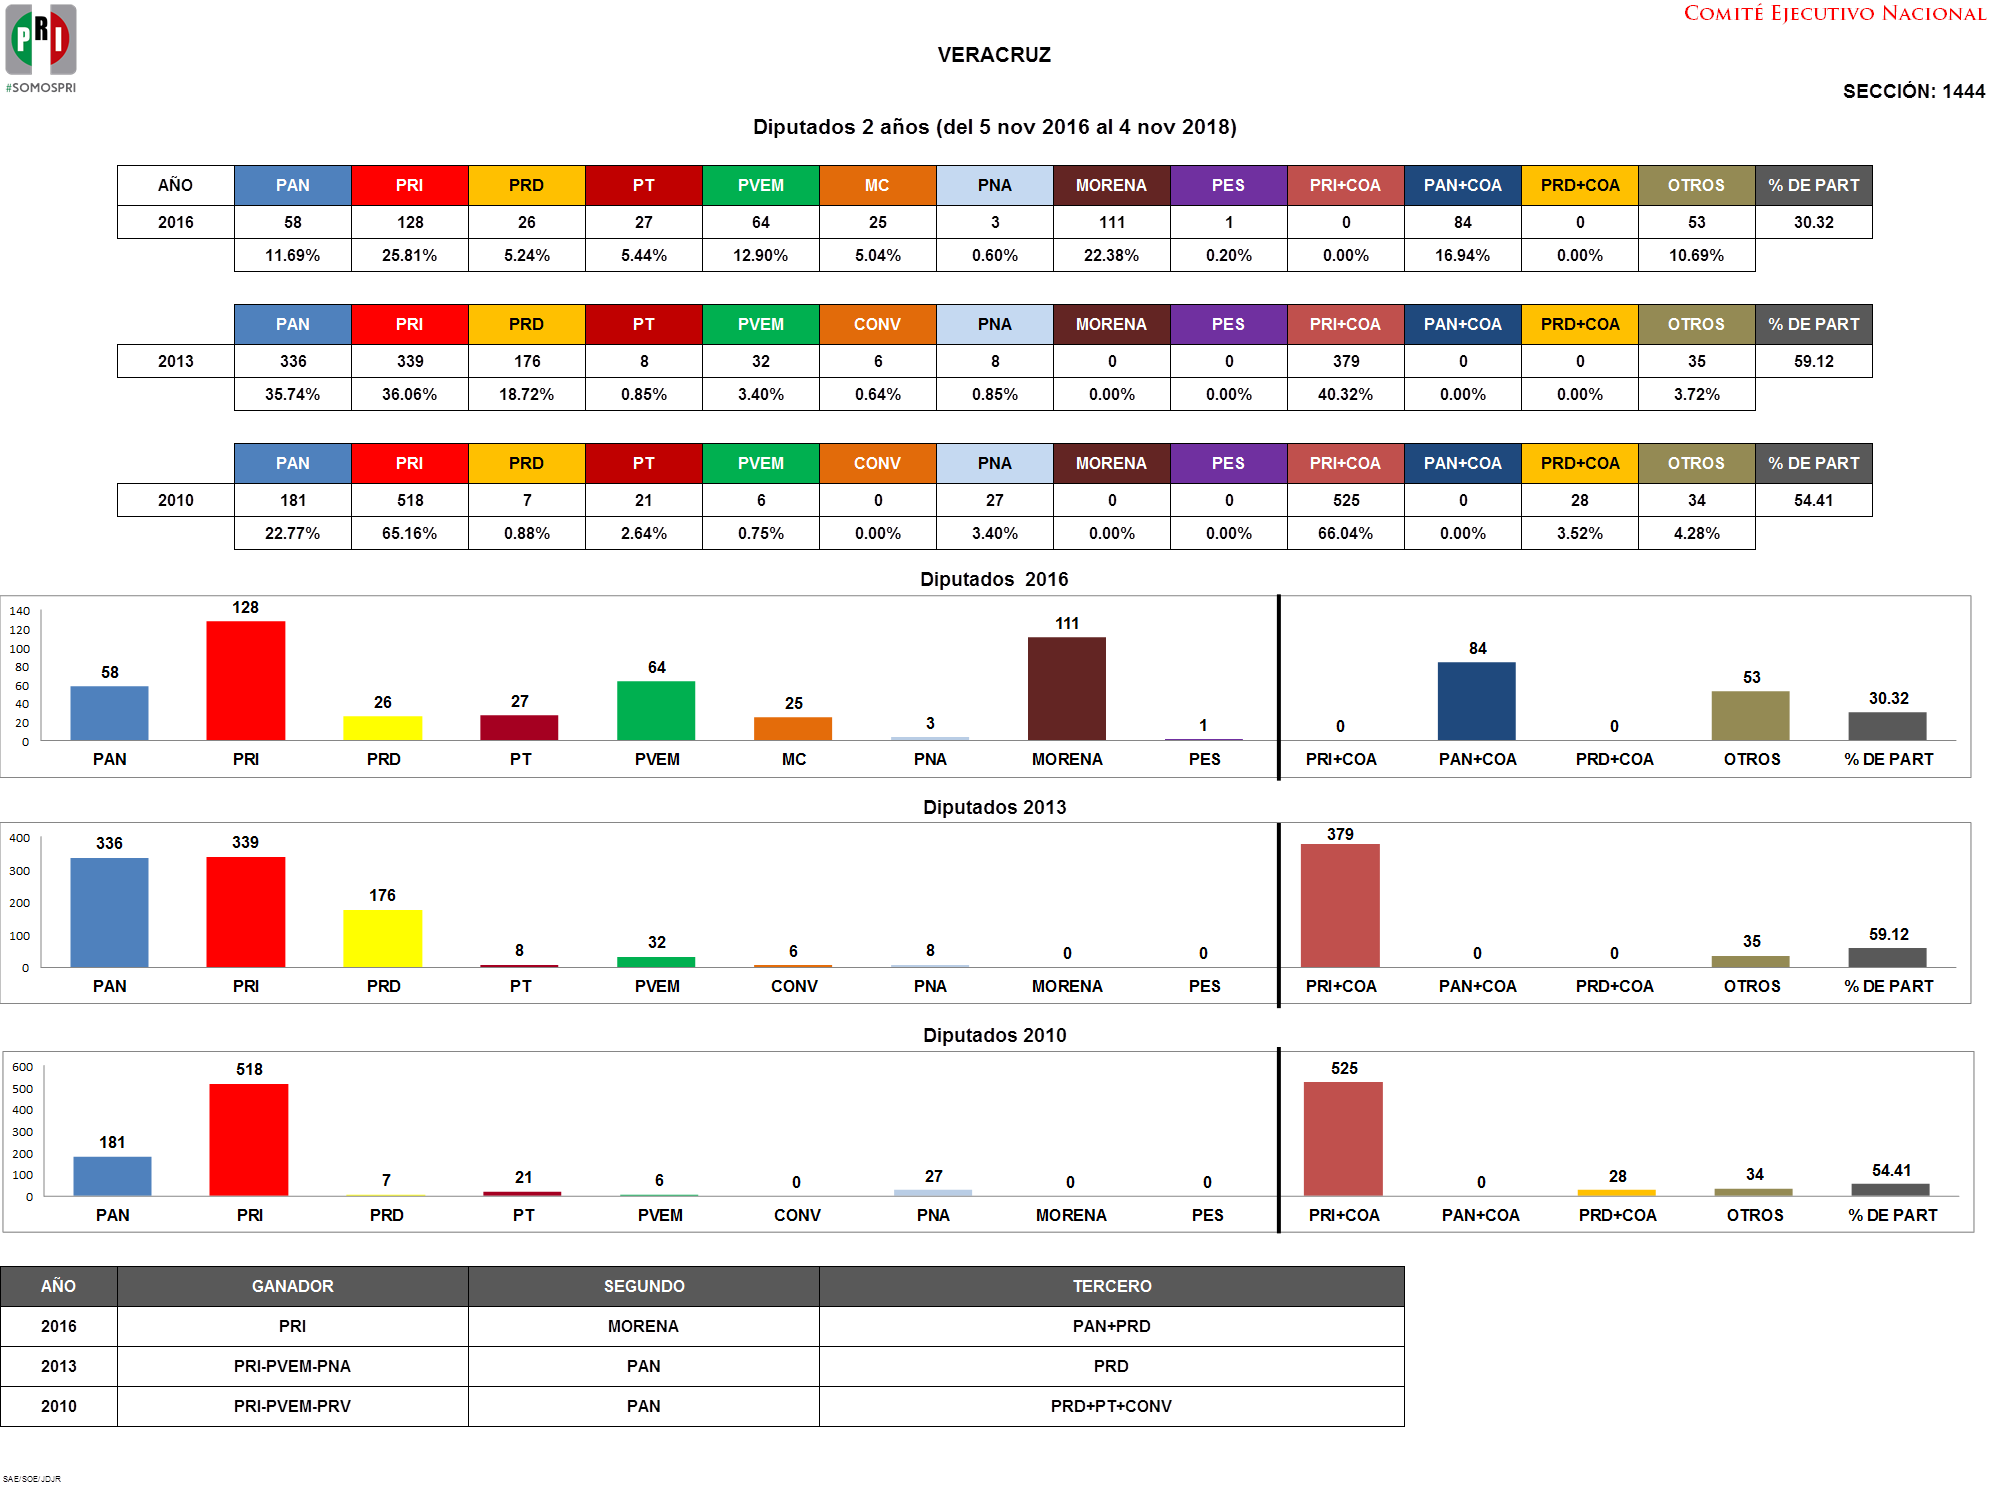 PRI
#SOMOSPRI
COMITÉ EJECUTIVO NACIONAL
VERACRUZ
SECCIÓN: 1444
Diputados 2 años (del 5 nov 2016 al 4 nov 2018)
AÑO PAN PRI PRD PT PVEM MC PNA MORENA PES PRI+COA PAN+COA PRD+COA OTROS % DE PART
2016 58 128 26 27 64 25 3 111 1 0 84 0 53 30.32
11.69% 25.81% 5.24% 5.44% 12.90% 5.04% 0.60% 22.38% 0.20% 0.00% 16.94% 0.00% 10.69%
PAN PRI PRD PT PVEM CONV PNA MORENA PES PRI+COA PAN+COA PRD+COA OTROS % DE PART
2013 336 339 176 8 32 6 8 0 0 379 0 0 35 59.12
35.74% 36.06% 18.72% 0.85% 3.40% 0.64% 0.85% 0.00% 0.00% 40.32% 0.00% 0.00% 3.72%
PAN PRI PRD PT PVEM CONV PNA MORENA PES PRI+COA PAN+COA PRD+COA OTROS % DE PART
2010 181 518 7 21 6 0 27 0 0 525 0 28 34 54.41
22.77% 65.16% 0.88% 2.64% 0.75% 0.00% 3.40% 0.00% 0.00% 66.04% 0.00% 3.52% 4.28%
Diputados 2016
140
120
100
80
60
40
20
0
58 128 26 27 64 25 3 111 1 0 84 0 53 30.32
PAN PRI PRD PT PVEM MC PNA MORENA PES PRI+COA PAN+COA PRD+COA OTROS % DE PART
Diputados 2013
400
300
200
100
0
336 339 176 8 32 6 8 0 0 379 0 0 35 59.12
PAN PRI PRD PT PVEM CONV PNA MORENA PES PRI+COA PAN+COA PRD+COA OTROS % DE PART
Diputados 2010
600
500
400
300
200
100
0
181 518 7 21 6 0 27 0 0 525 0 28 34 54.41
PAN PRI PRD PT PVEM CONV PNA MORENA PES PRI+COA PAN+COA PRD+COA OTROS % DE PART
AÑO GANADOR SEGUNDO TERCERO
2016 PRI MORENA PAN+PRD
2013 PRI-PVEM-PNA PAN PRD
2010 PRI-PVEM-PRV PAN PRD+PT+CONV
SAE/SOE/JDJR